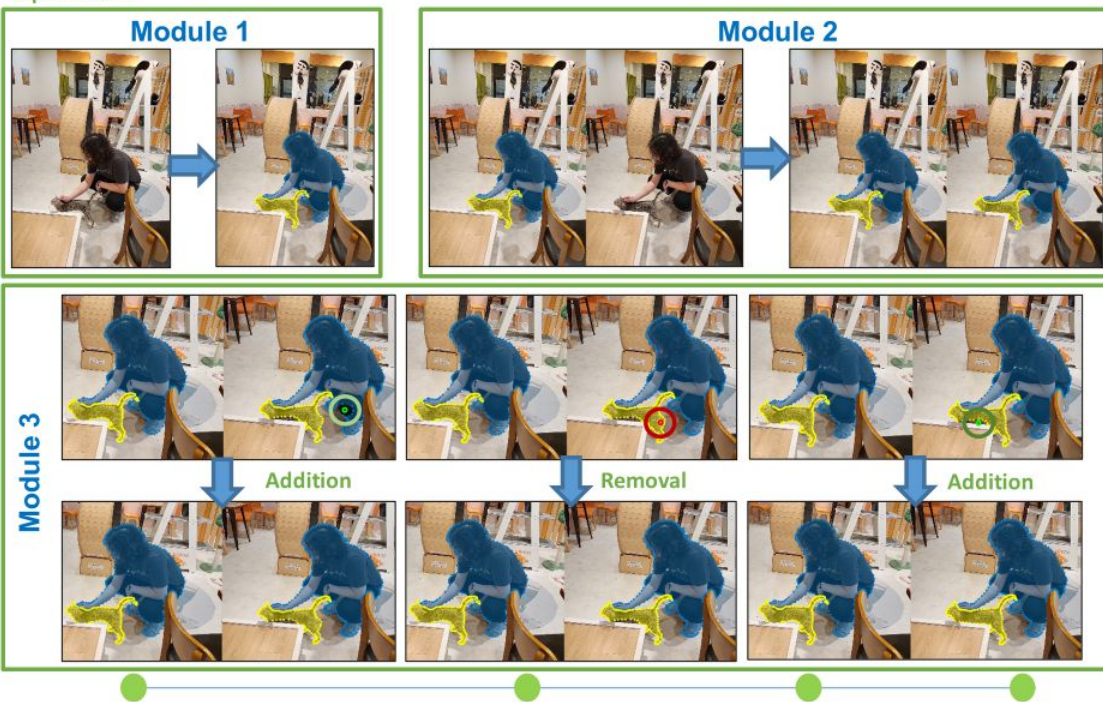 Module 1
Module 2
Module 3
Addition
Removal
Addition